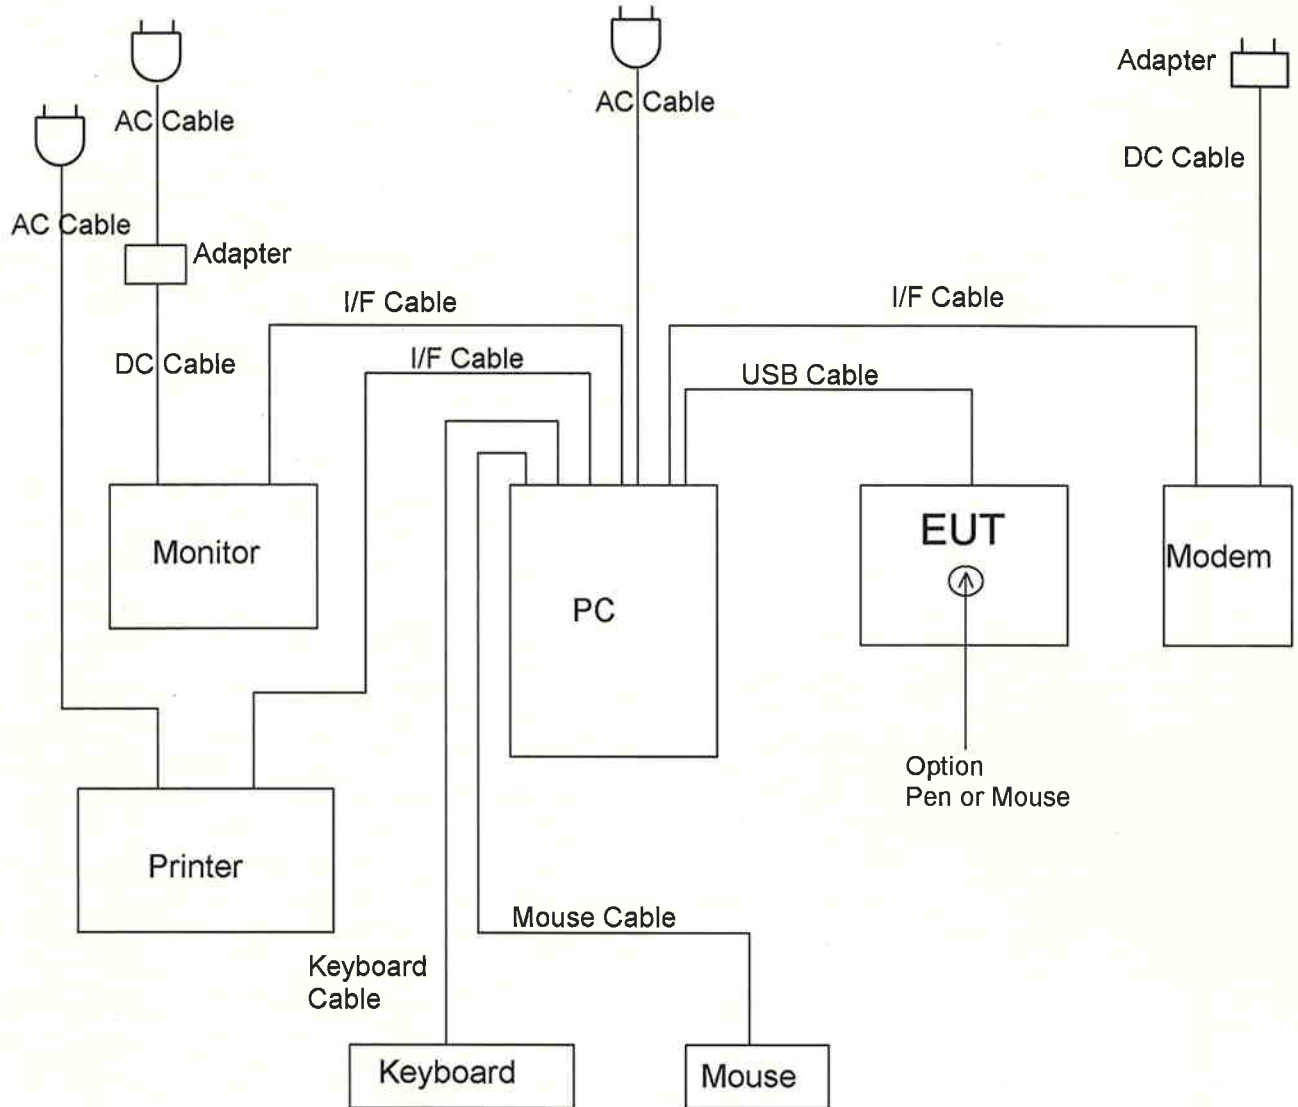 Adapter
AC Cable
AC Cable
DC Cable
AC Cable
Adapter
I/F Cable
I/F Cable
DC Cable
I/F Cable
USB Cable
EUT
Monitor
Modem
PC
Option
Pen or Mouse
Printer
Mouse Cable
Keyboard
Cable
Keyboard
Mouse